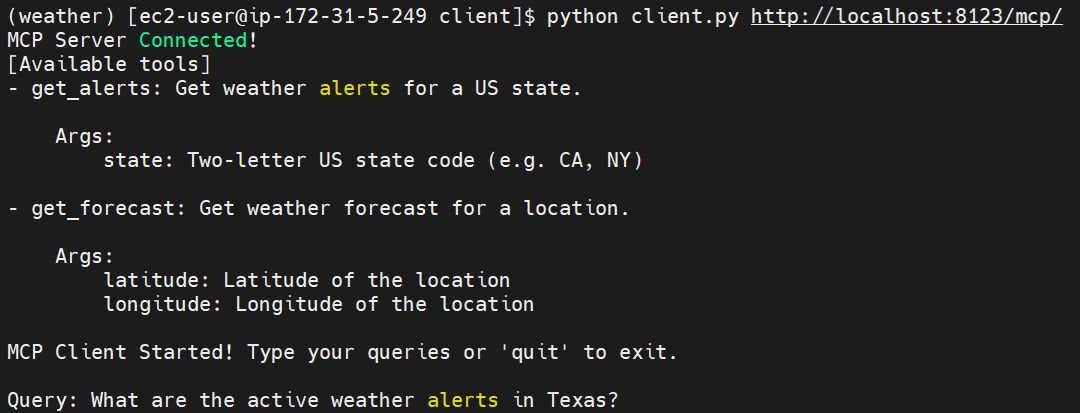 (weather) [ec2-user@ip-172-31-5-249 client]$ python client.py http://localhost:8123/mcp/
MCP Server Connected!
[Available tools]
- get_alerts: Get weather alerts for a US state.
Args:
state: Two-letter US state code (e.g. CA, NY)
- get_forecast: Get weather forecast for a location.
Args:
latitude: Latitude of the location
longitude: Longitude of the location
MCP Client Started! Type your queries or 'quit' to exit.
Query: What are the active weather alerts in Texas?